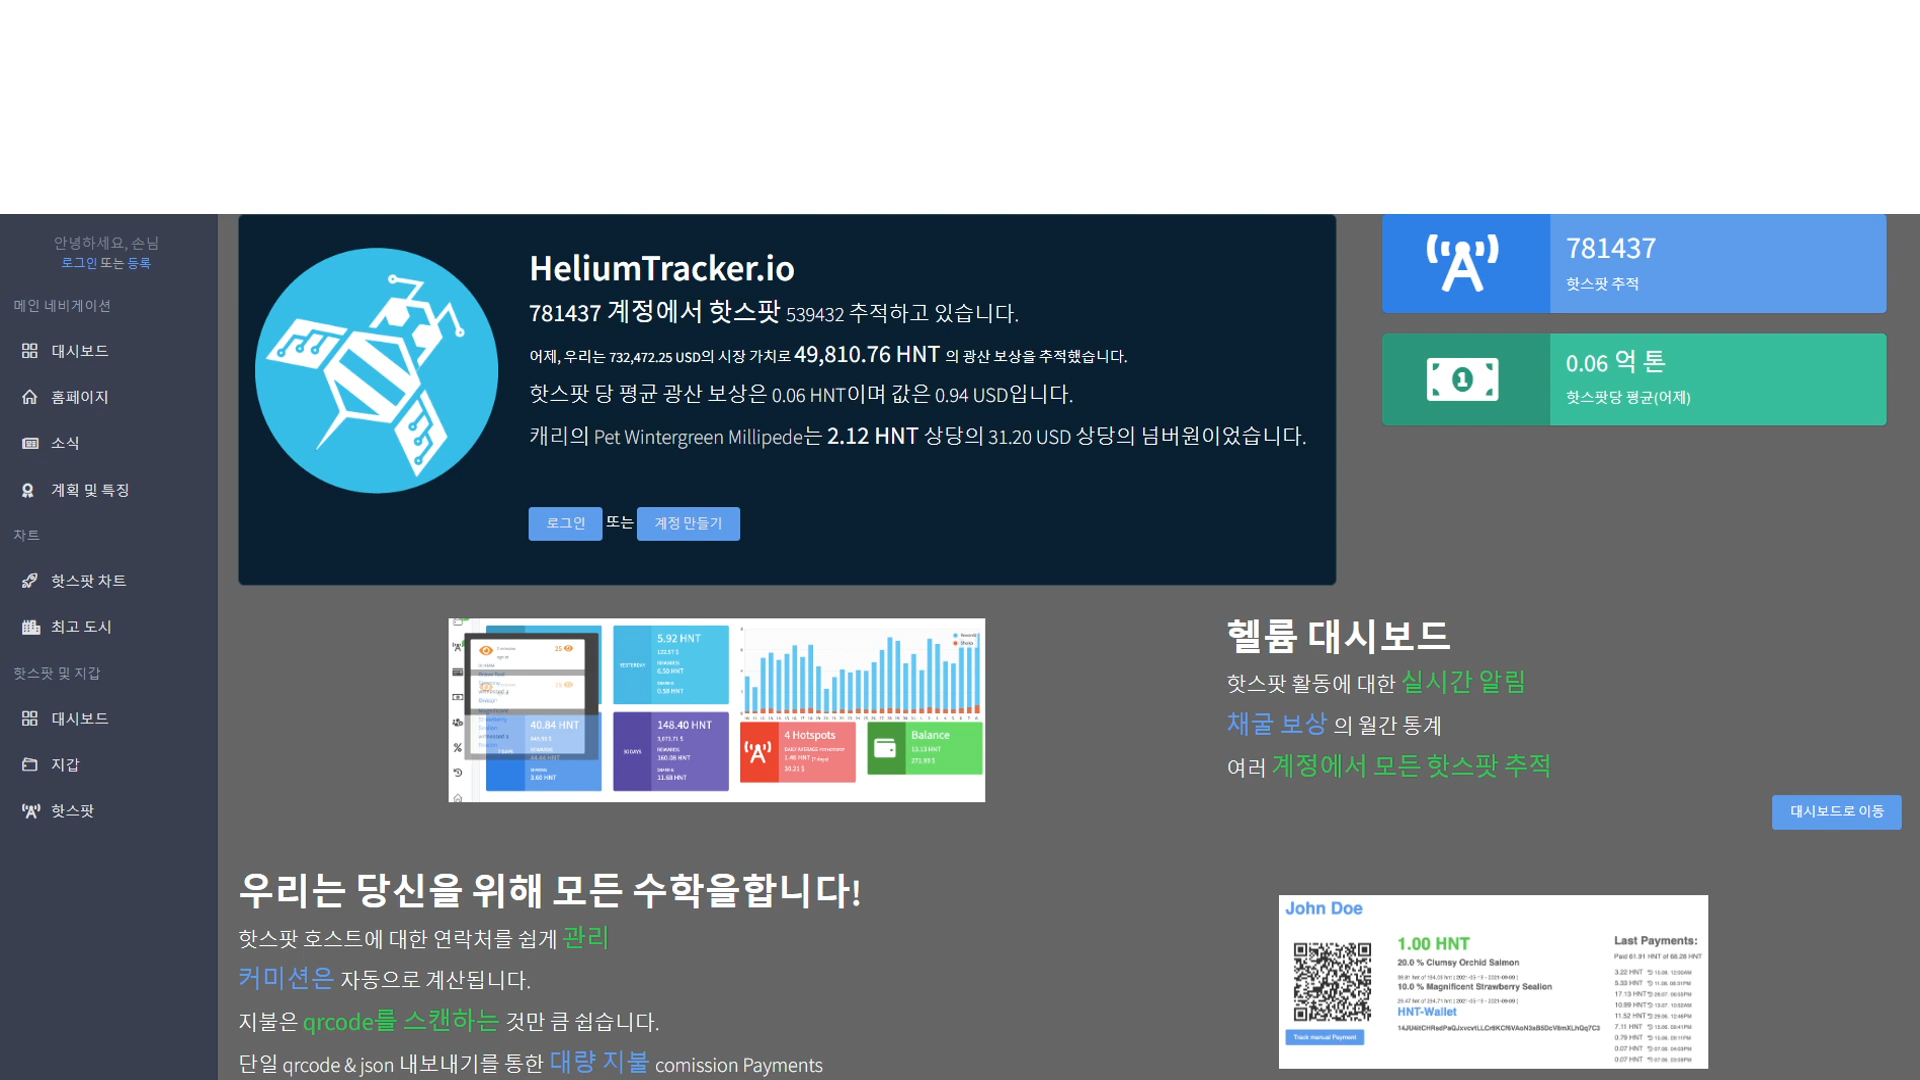 안녕하세요, 손님
로그인 또는 등록
메인 네비게이션
대시보드
홈페이지
소식
계획 및 특징
차트
핫스팟 차트
최고 도시
핫스팟 및 지갑
대시보드
지갑
핫스팟
HeliumTracker.io
781437 계정에서 핫스팟 539432 추적하고 있습니다.
어제, 우리는 732,472.25 USD의 시장 가치로 49,810.76 HNT 의 광산 보상을 추적했습니다.
핫스팟 당 평균 광산 보상은 0.06 HNT이며 값은 0.94 USD입니다.
캐리의 Pet Wintergreen Millipede는 2.12 HNT 상당의 31.20 USD 상당의 넘버원이었습니다.
로그인 또는 계정 만들기
781437
핫스팟 추적
0.06 억 톤
핫스팟당 평균(어제)
5.92 HNT
YESTERDAY
40.84 HNT
148.40 HNT
30 DAYS
4 Hotspots
Balance
헬륨 대시보드
핫스팟 활동에 대한 실시간 알림
채굴 보상 의 월간 통계
여러 계정에서 모든 핫스팟 추적
대시보드로 이동
우리는 당신을 위해 모든 수학을합니다!
핫스팟 호스트에 대한 연락처를 쉽게 관리
커미션은 자동으로 계산됩니다.
지불은 qrcode를 스캔하는 것만 큼 쉽습니다.
단일 qrcode & json 내보내기를 통한 대량 지불 comission Payments
John Doe
1.00 HNT
20.0 % Clumsy Orchid Salmon
10.0 % Magnificent Strawberry Sealion
HNT-Wallet
Track manual Payment
Last Payments:
Paid 61.91 HNT of 68.28 HNT